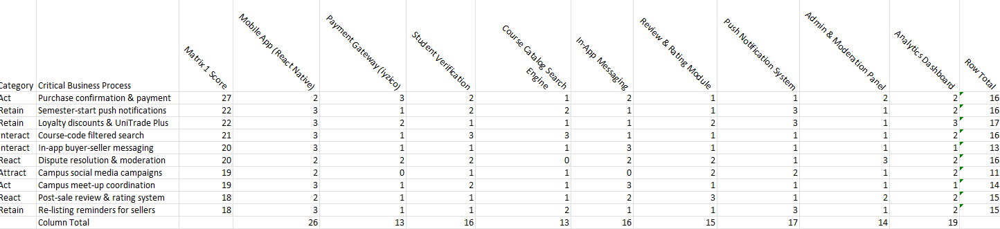 Matrix 1 Score
Mobile App (React Native)
Payment Gateway (iyzico)
Student Verification
Course Catalog Search
Engine
In-App Messaging
Review & Rating Module
Push Notification System
Admin & Moderation Panel
Analytics Dashboard
Row Total
Category Critical Business Process
Act Purchase confirmation & payment 27 2 3 2 1 2 1 1 2 2 16
Retain Semester-start push notifications 22 3 1 2 2 1 1 3 1 2 16
Retain Loyalty discounts & UniTrade Plus 22 3 2 1 1 1 2 3 1 3 17
nteract Course-code filtered search 21 3 1 3 3 1 1 1 1 2 16
nteract In-app buyer-seller messaging 20 3 1 1 1 3 1 1 1 1 13
React Dispute resolution & moderation 20 2 2 2 0 2 2 1 3 2 16
Attract Campus social media campaigns 19 2 0 1 1 0 2 2 1 2 11
Act Campus meet-up coordination 19 3 1 2 1 3 1 1 1 1 14
React Post-sale review & rating system 18 2 1 1 1 2 3 1 2 2 15
Retain Re-listing reminders for sellers 18 3 1 1 2 1 1 3 1 2 15
Column Total 26 13 16 13 16 15 17 14 19